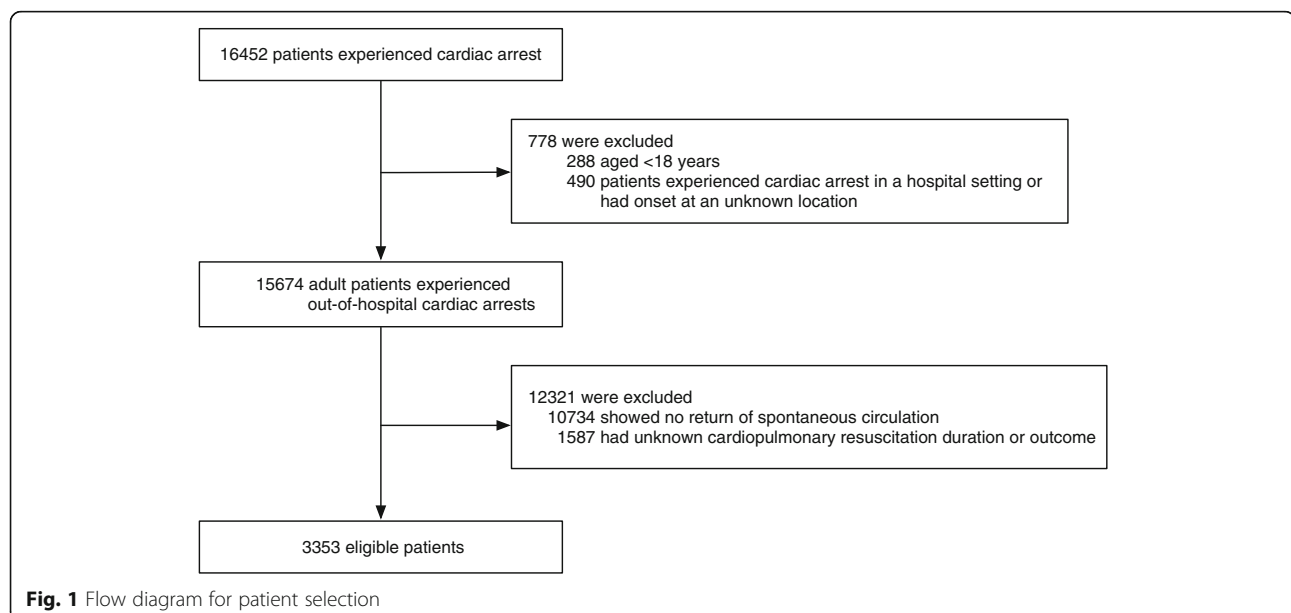 16452 patients experienced cardiac arrest
778 were excluded
288 aged <18 years
490 patients experienced cardiac arrest in a hospital setting or
had onset at an unknown location
15674 adult patients experienced
out-of-hospital cardiac arrests
12321 were excluded
10734 showed no return of spontaneous circulation
1587 had unknown cardiopulmonary resuscitation duration or outcome
3353 eligible patients
Fig. 1 Flow diagram for patient selection